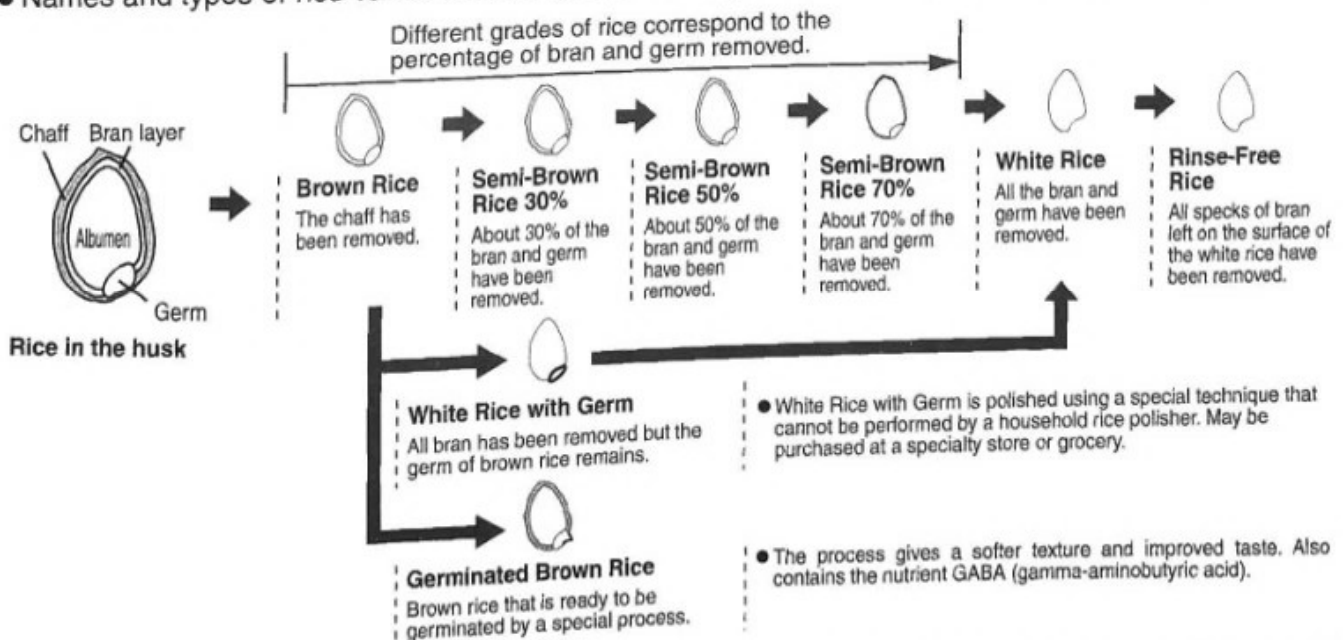 Different grades of rice correspond to the
percentage of bran and germ removed.
Chaff Bran layer
Albumen
Germ
Rice in the husk
Brown Rice
The chaff has
been removed.
Semi-Brown
Rice 30%
About 30% of the
bran and germ
have been
removed.
Semi-Brown
Rice 50%
About 50% of the
bran and germ
have been
removed.
Semi-Brown
Rice 70%
About 70% of the
bran and germ
have been
removed.
White Rice
All the bran and
germ have been
removed.
Rinse-Free
Rice
All specks of bran
left on the surface of
the white rice have
been removed.
White Rice with Germ
All bran has been removed but the
germ of brown rice remains.
● White Rice with Germ is polished using a special technique that
cannot be performed by a household rice polisher. May be
purchased at a specialty store or grocery.
Germinated Brown Rice
Brown rice that is ready to be
germinated by a special process.
● The process gives a softer texture and improved taste. Also
contains the nutrient GABA (gamma-aminobutyric acid).